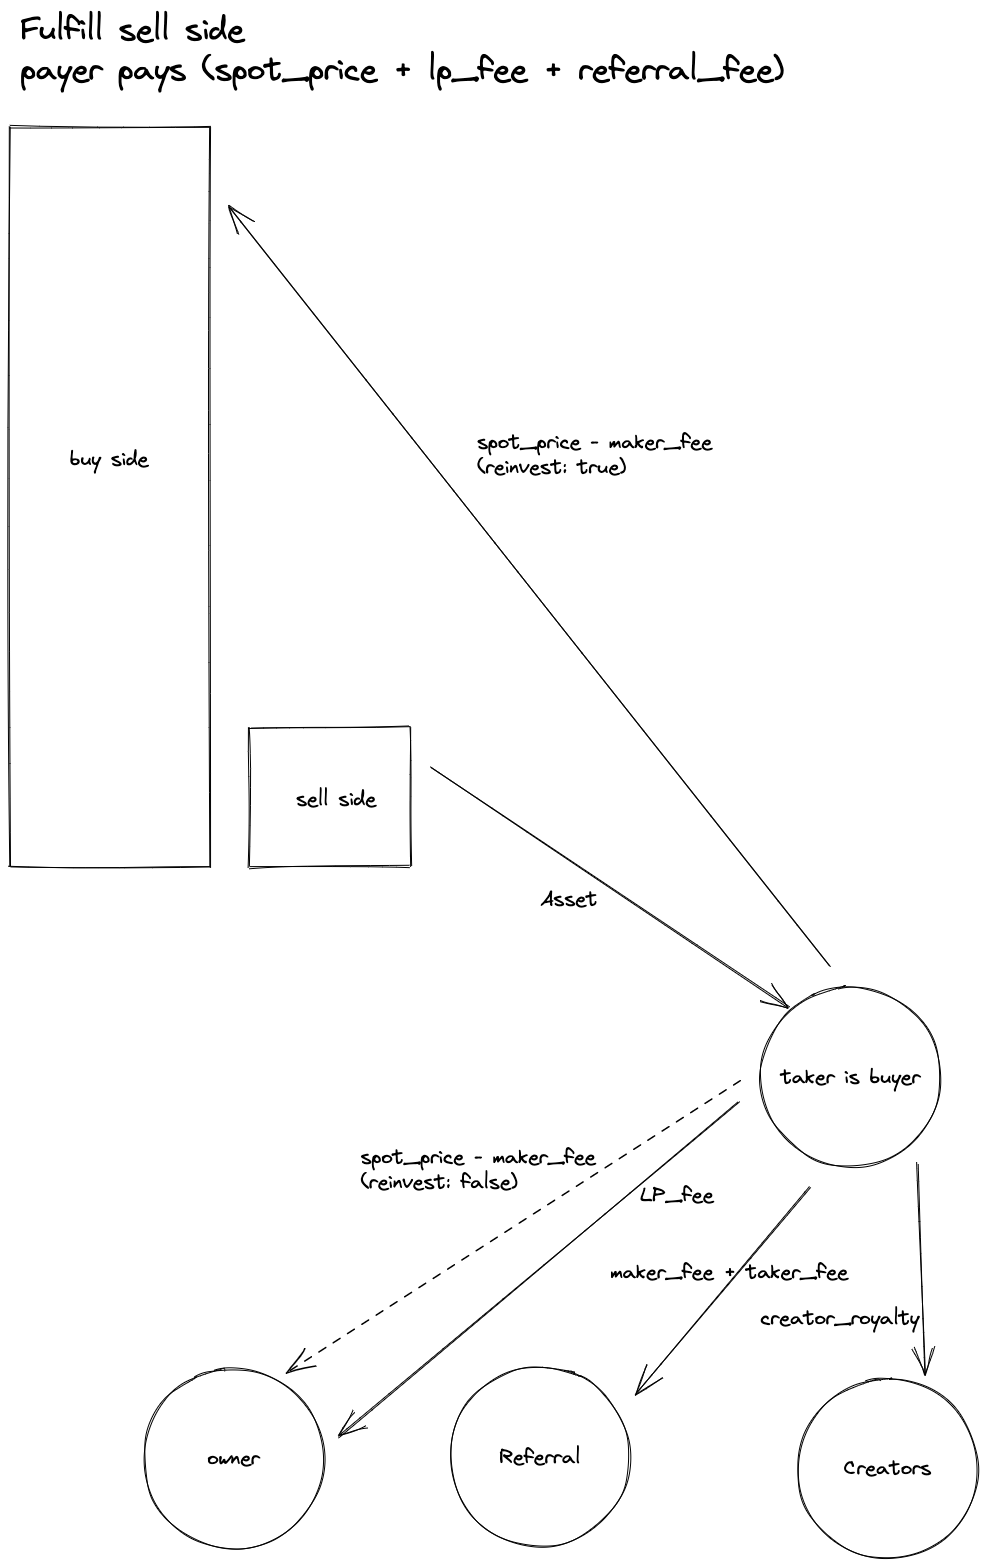 Fulfill sell side
payer pays (spot_price + lp_fee + referral_fee)
spot_price - maker_fee
(reinvest: true)
buy side
sell side
Asset
taker is buyer
spot_price - maker_fee
(reinvest: false)
LP_fee
maker_fee + taker_fee
creator_royalty
owner
Referral
Creators